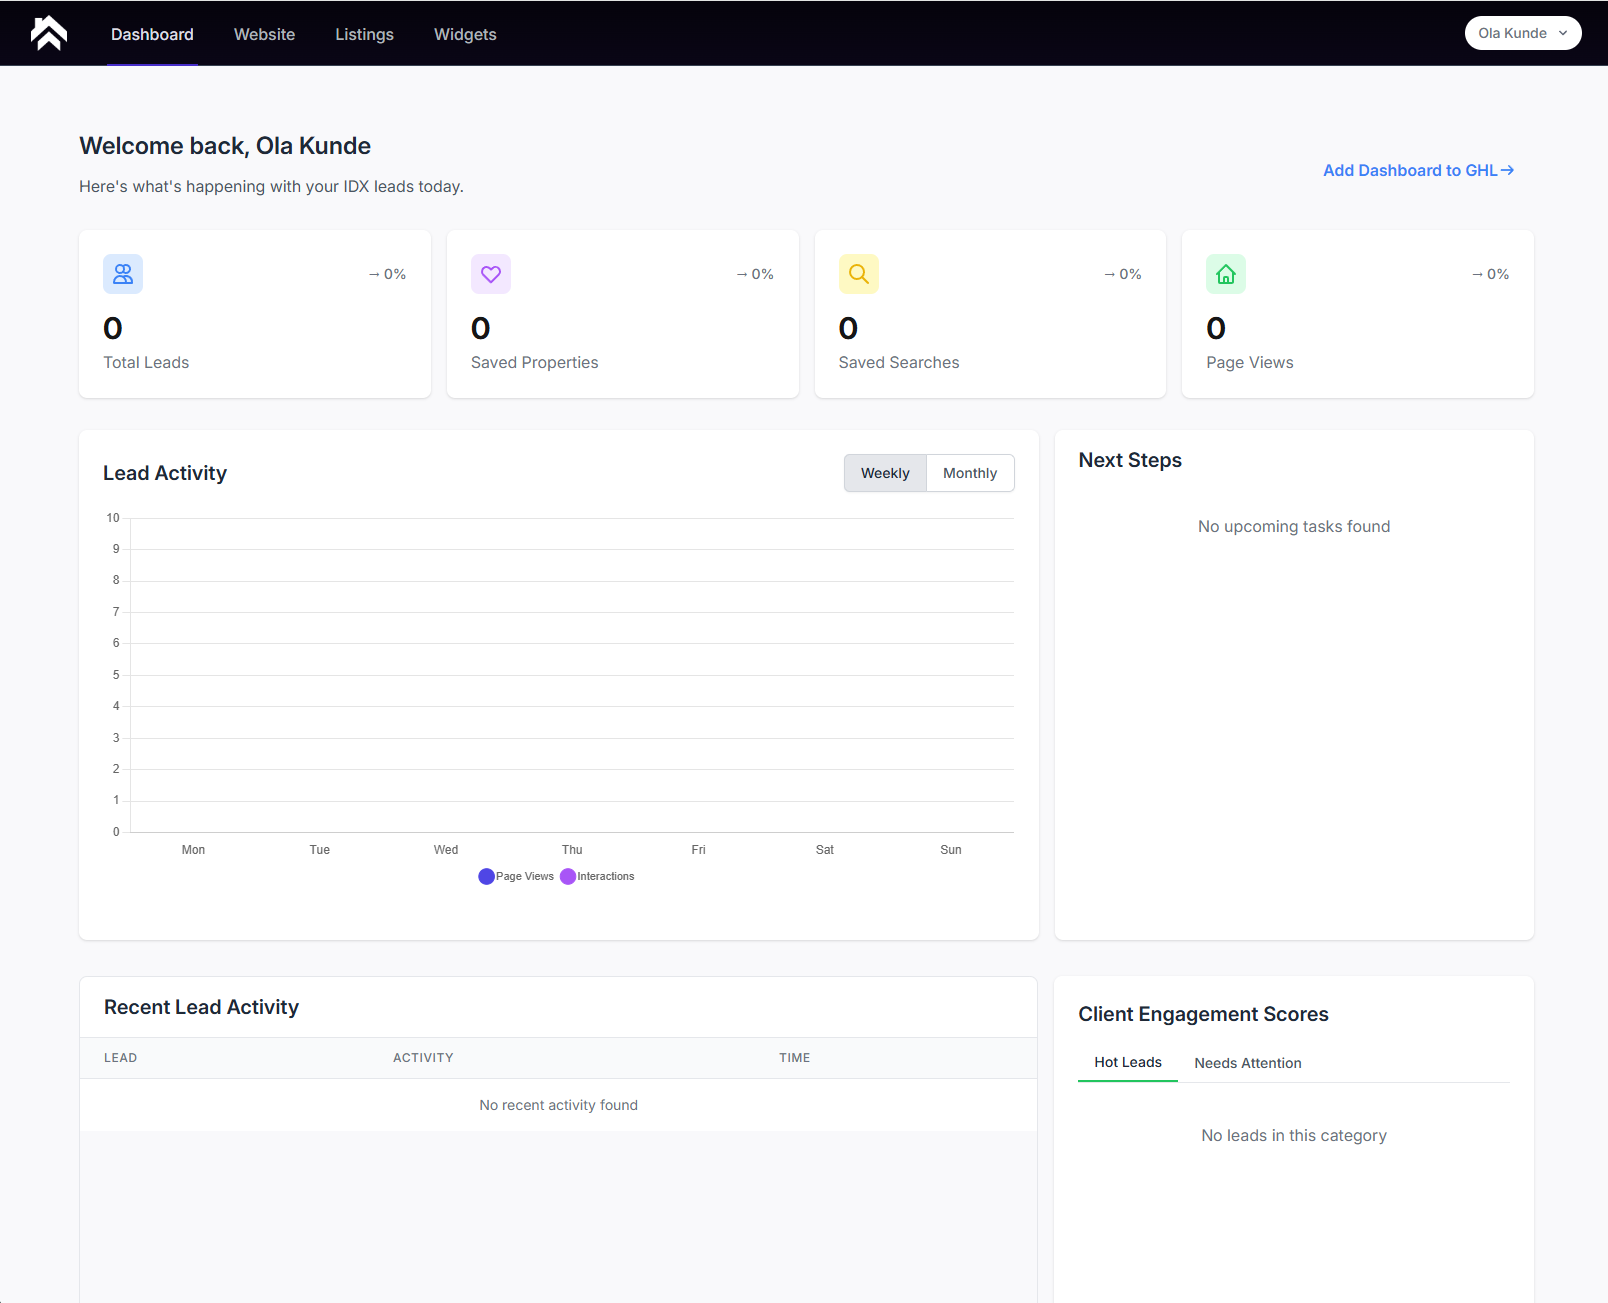 Dashboard Website Listings Widgets Ola Kunde
Welcome back, Ola Kunde
Here's what's happening with your IDX leads today.
Add Dashboard to GHL→
→ 0%
0
Total Leads
→ 0%
0
Saved Properties
→ 0%
0
Saved Searches
→ 0%
0
Page Views
Lead Activity
Weekly Monthly
10
9
8
7
6
5
4
3
2
1
0
Mon Tue Wed Thu Fri Sat Sun
Page Views Interactions
Next Steps
No upcoming tasks found
Recent Lead Activity
LEAD ACTIVITY TIME
No recent activity found
Client Engagement Scores
Hot Leads Needs Attention
No leads in this category